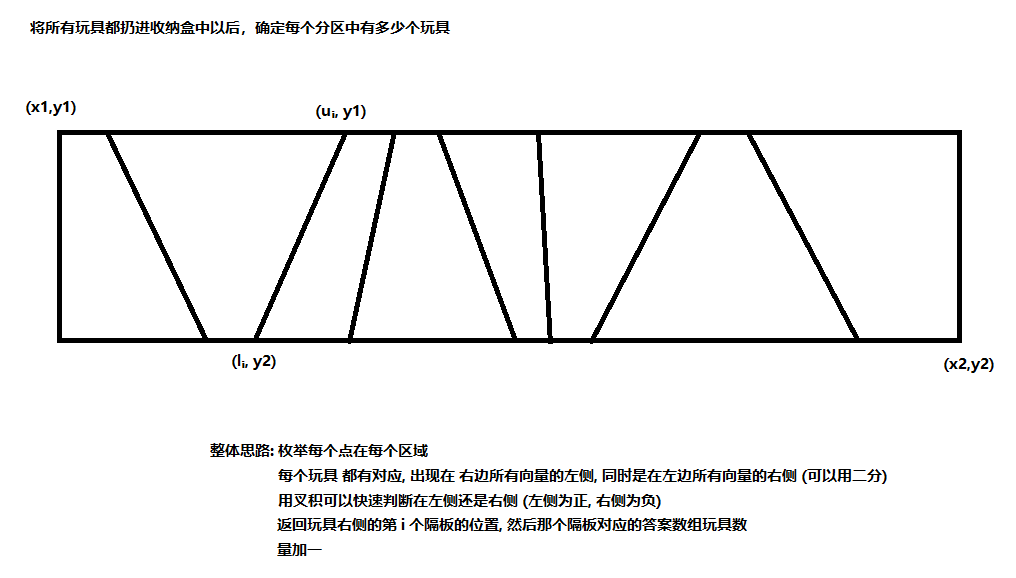 将所有玩具都扔进收纳盒中以后，确定每个分区中有多少个玩具
(x1,y1)
(uᵢ, y1)
(lᵢ, y2)
(x2,y2)
整体思路: 枚举每个点在每个区域
每个玩具 都有对应, 出现在 右边所有向量的左侧, 同时是在左边所有向量的右侧 (可以用二分)
用叉积可以快速判断在左侧还是右侧 (左侧为正, 右侧为负)
返回玩具右侧的第 i 个隔板的位置, 然后那个隔板对应的答案数组玩具数
量加一